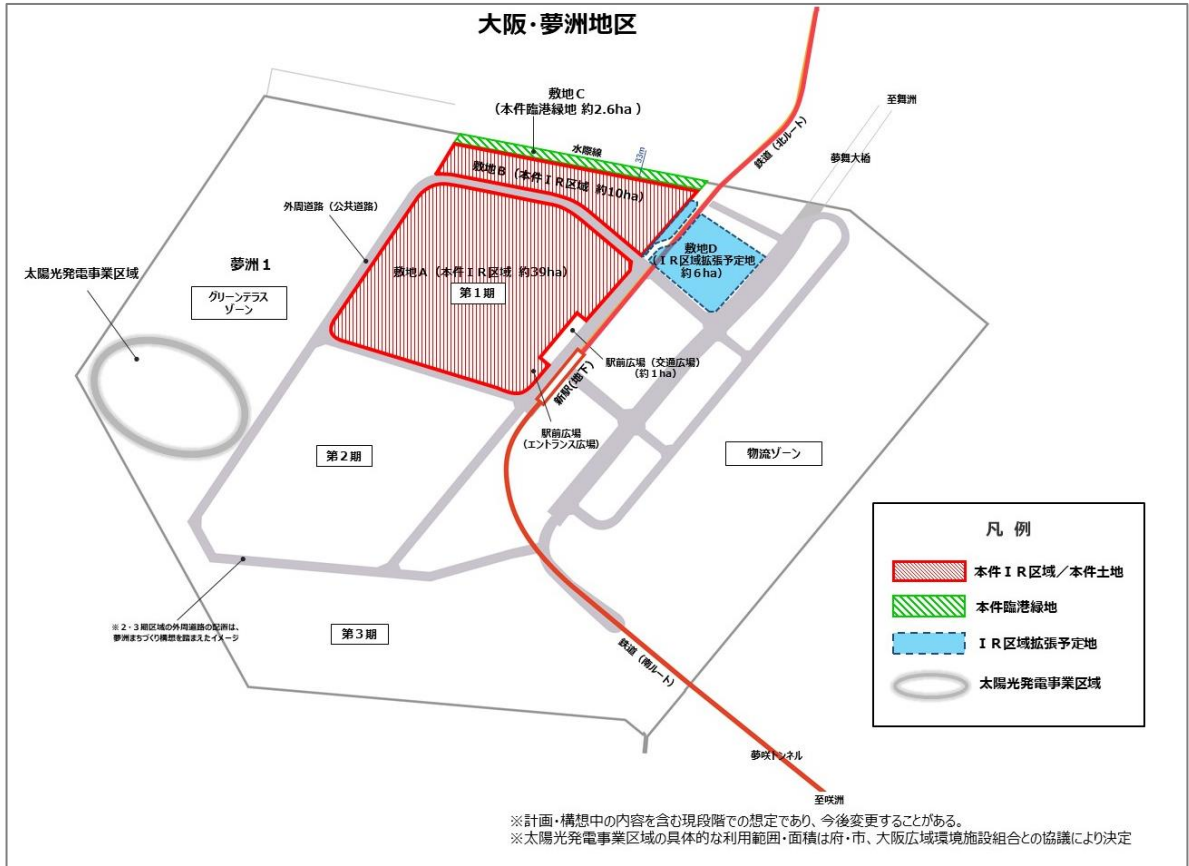 大阪・夢洲地区
敷地C
(本件臨港緑地 約2.6ha )
至舞洲
鉄道（北ルート）
水際線
33m
夢舞大橋
敷地B（本件ＩＲ区域 約10ha）
外周道路（公共道路）
夢洲１
太陽光発電事業区域
グリーンテラス
ゾーン
敷地A（本件ＩＲ区域 約39ha）
第１期
敷地D
（ＩＲ区域拡張予定地
約６ha）
駅前広場（交通広場）
（約１ha）
新駅(地下)
駅前広場
（エントランス広場）
第２期
物流ゾーン
※２・３期区域の外周道路の配置は、
夢洲まちづくり構想を踏まえたイメージ
第３期
鉄道（南ルート）
夢咲トンネル
至咲洲
凡 例
本件ＩＲ区域／本件土地
本件臨港緑地
ＩＲ区域拡張予定地
太陽光発電事業区域
※計画・構想中の内容を含む現段階での想定であり、今後変更することがある。
※太陽光発電事業区域の具体的な利用範囲・面積は府・市、大阪広域環境施設組合との協議により決定